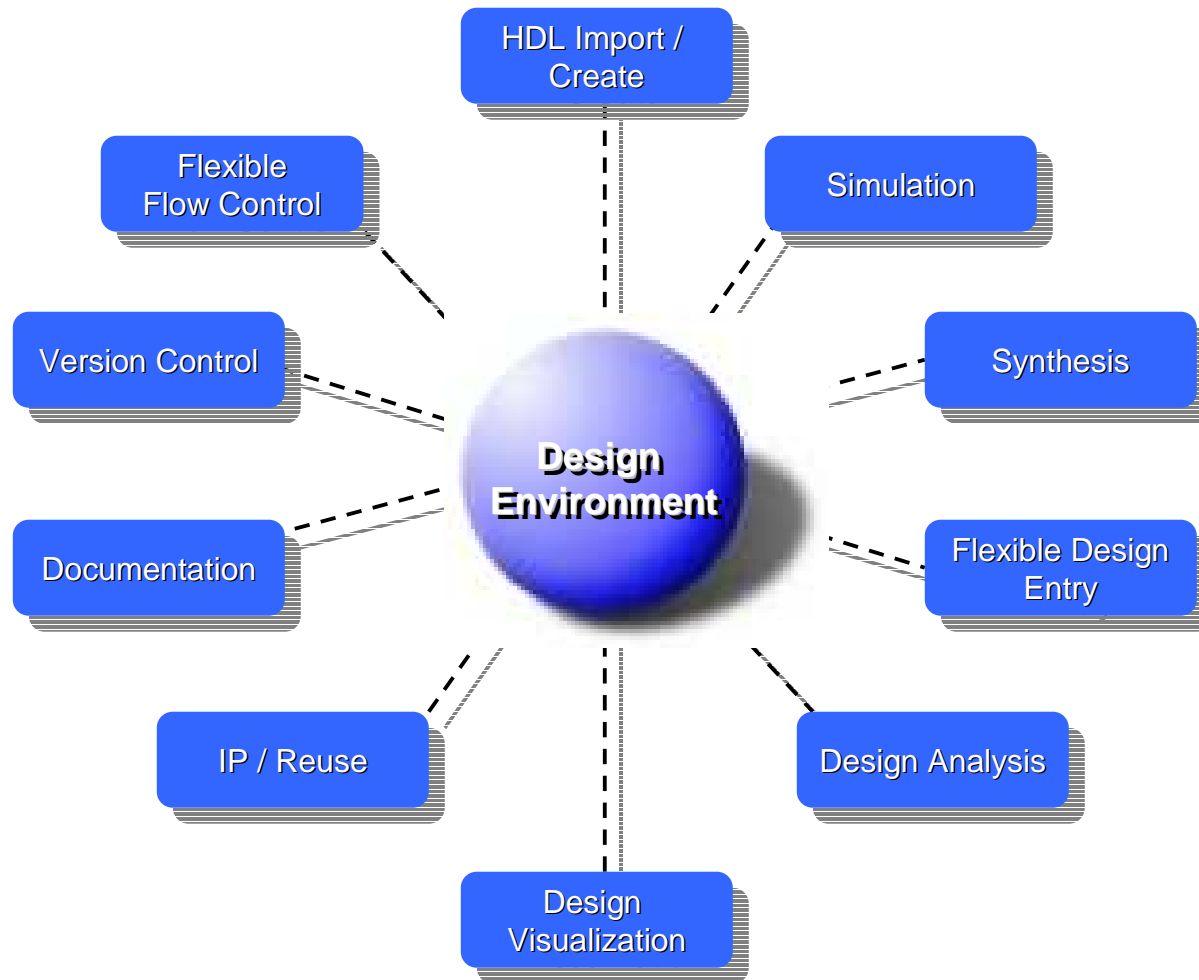 HDL Import /
Create
Flexible
Flow Control
Simulation
Version Control
Synthesis
Design
Environment
Documentation
Flexible Design
Entry
IP / Reuse
Design Analysis
Design
Visualization